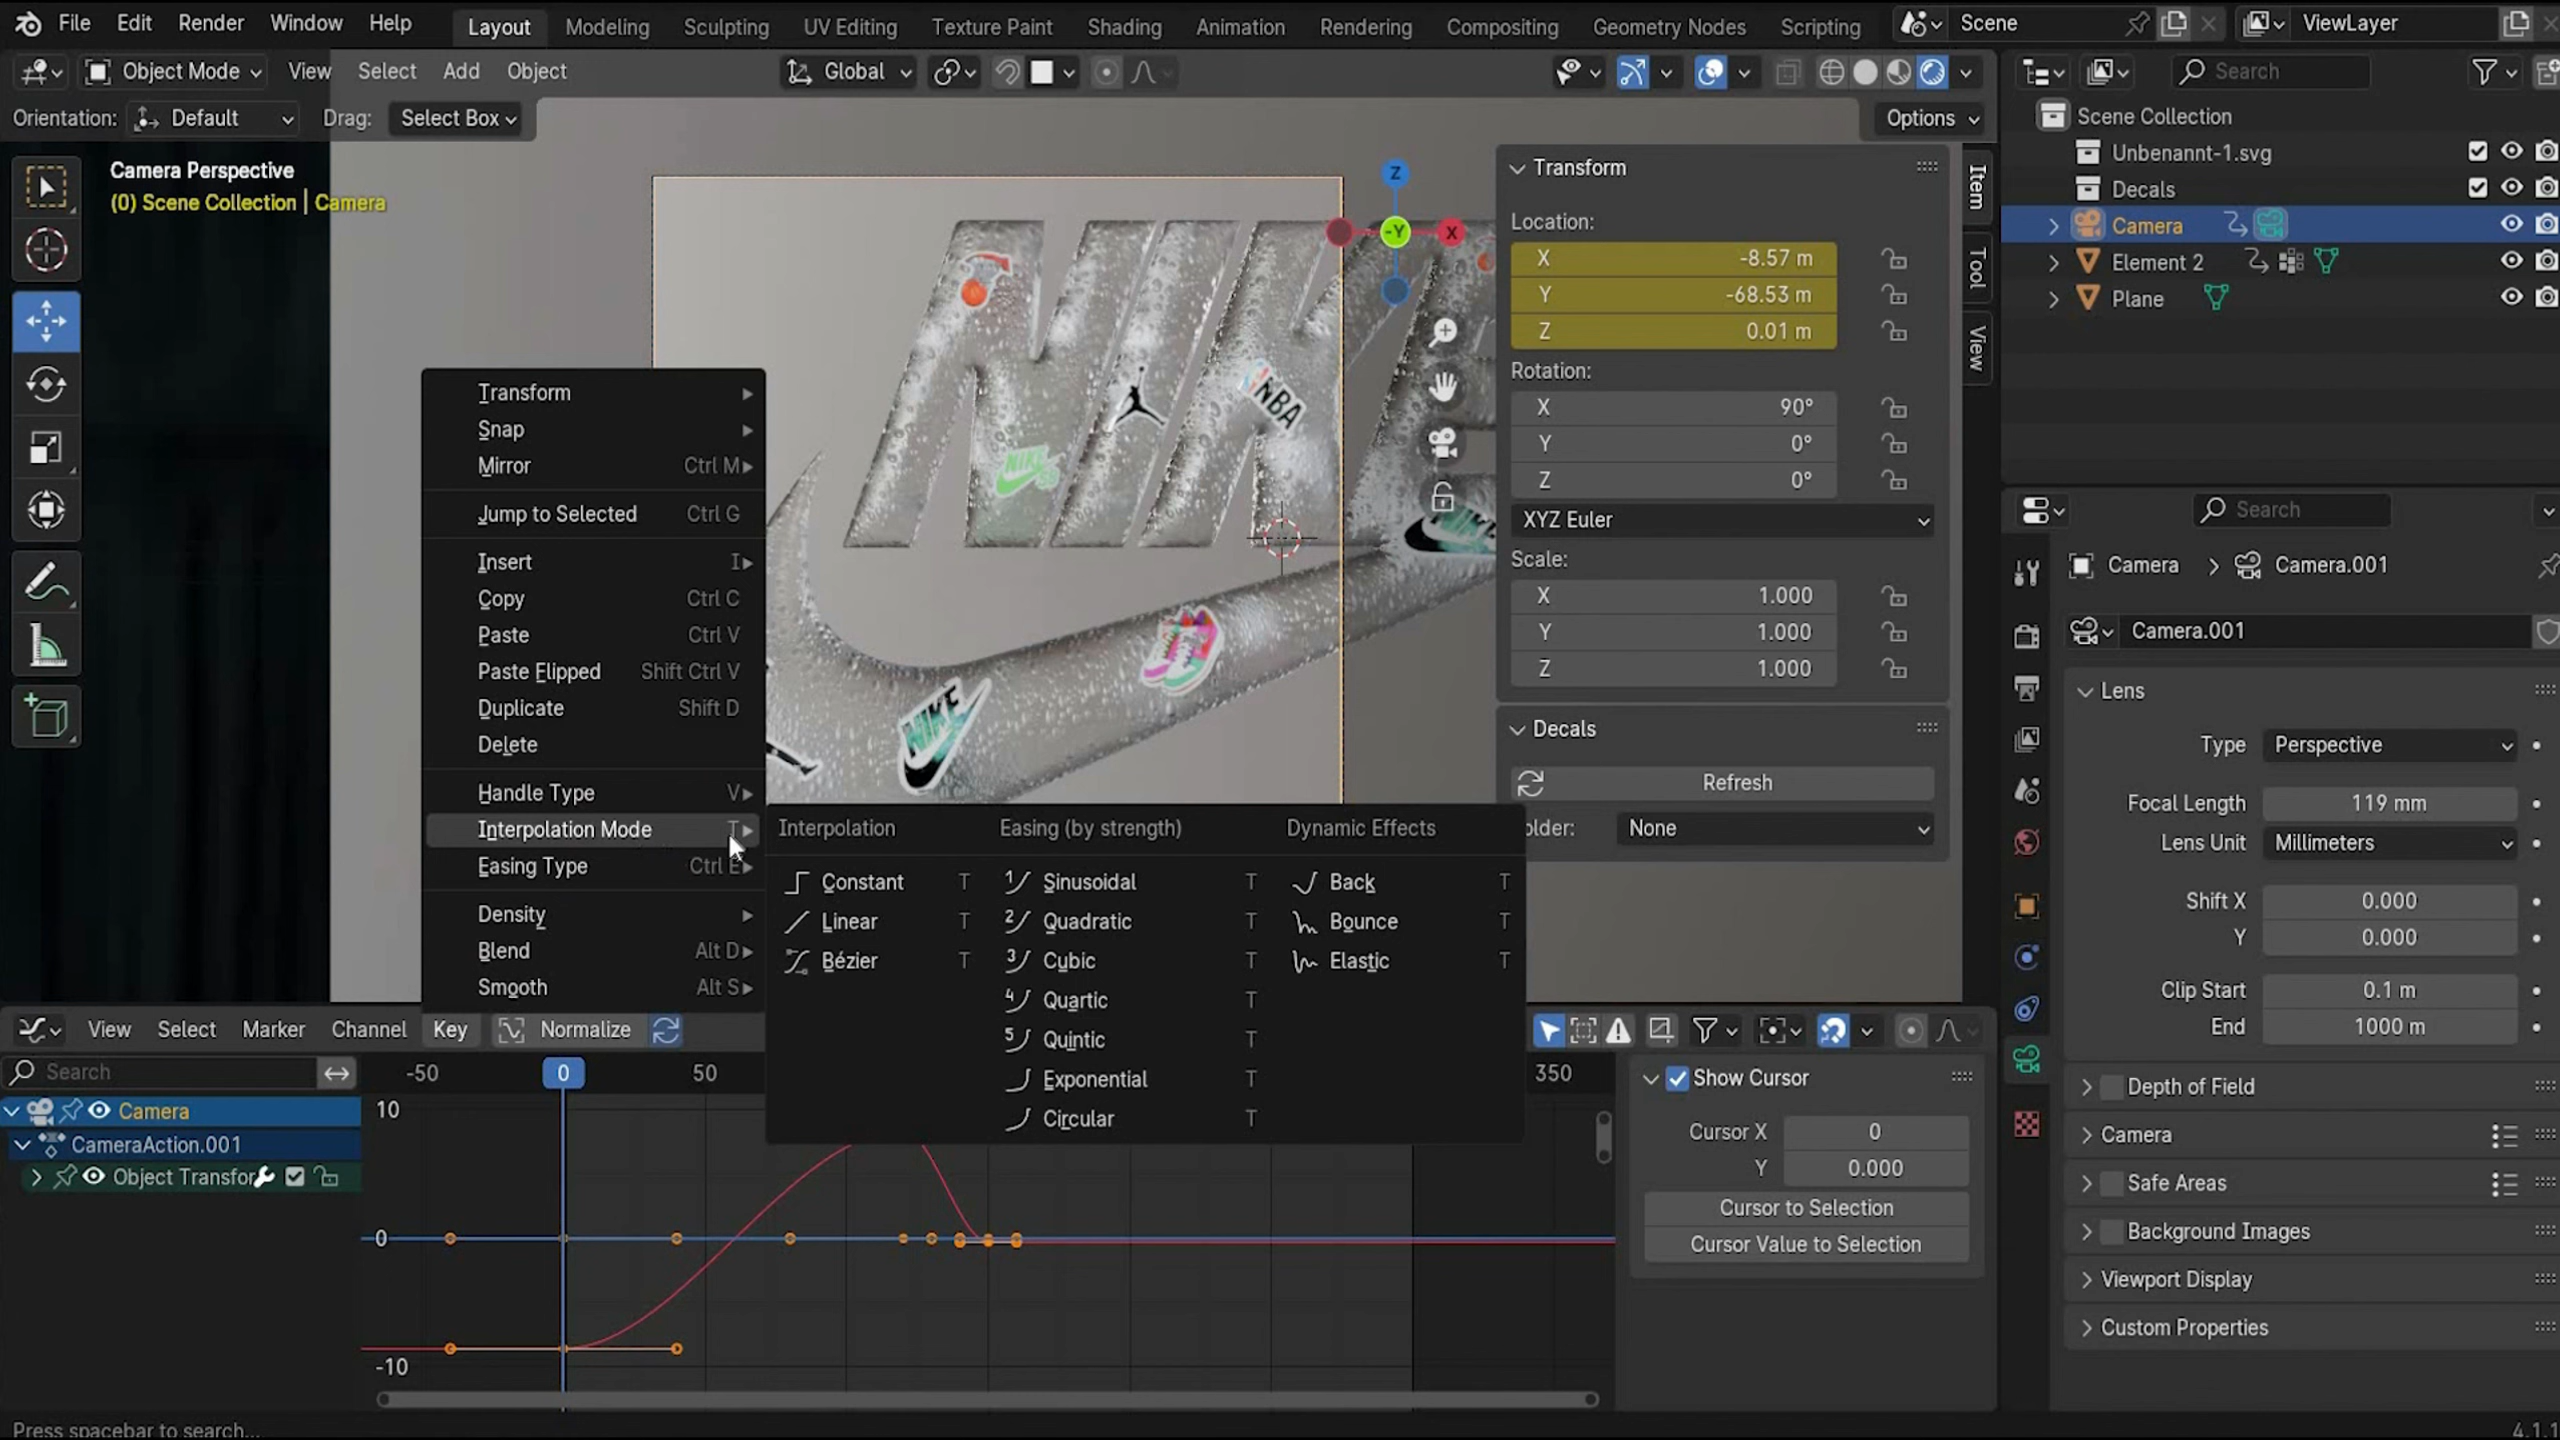 File Edit Render Window Help Layout Modeling Sculpting UV Editing Texture Paint Shading Animation Rendering Compositing Geometry Nodes Scripting Scene ViewLayer
Object Mode View Select Add Object Global Search
Orientation: Default Drag: Select Box Options
Camera Perspective
(0) Scene Collection | Camera
Scene Collection
Unbenannt-1.svg
Decals
Camera
Element 2
Plane
Z
-Y
X
NIKE
NBA
NIKE
SB
NIKE
Item
Tool
View
Transform
Location:
X -8.57 m
Y -68.53 m
Z 0.01 m
Rotation:
X 90°
Y 0°
Z 0°
XYZ Euler
Scale:
X 1.000
Y 1.000
Z 1.000
Decals
Refresh
older: None
Transform
Snap
Mirror Ctrl M
Jump to Selected Ctrl G
Insert I
Copy Ctrl C
Paste Ctrl V
Paste Flipped Shift Ctrl V
Duplicate Shift D
Delete
Handle Type V
Interpolation Mode T
Easing Type Ctrl E
Density
Blend Alt D
Smooth Alt S
Interpolation Easing (by strength) Dynamic Effects
Constant T Sinusoidal T Back T
Linear T Quadratic T Bounce T
Bézier T Cubic T Elastic T
Quartic T
Quintic T
Exponential T
Circular T
Search
Camera Camera.001
Camera.001
Lens
Type Perspective
Focal Length 119 mm
Lens Unit Millimeters
Shift X 0.000
Y 0.000
Clip Start 0.1 m
End 1000 m
Depth of Field
Camera
Safe Areas
Background Images
Viewport Display
Custom Properties
View Select Marker Channel Key Normalize
Search -50 0 50 350
Camera
CameraAction.001
Object Transfor
10
0
-10
Show Cursor
Cursor X 0
Y 0.000
Cursor to Selection
Cursor Value to Selection
Press spacebar to search...
4.1.1